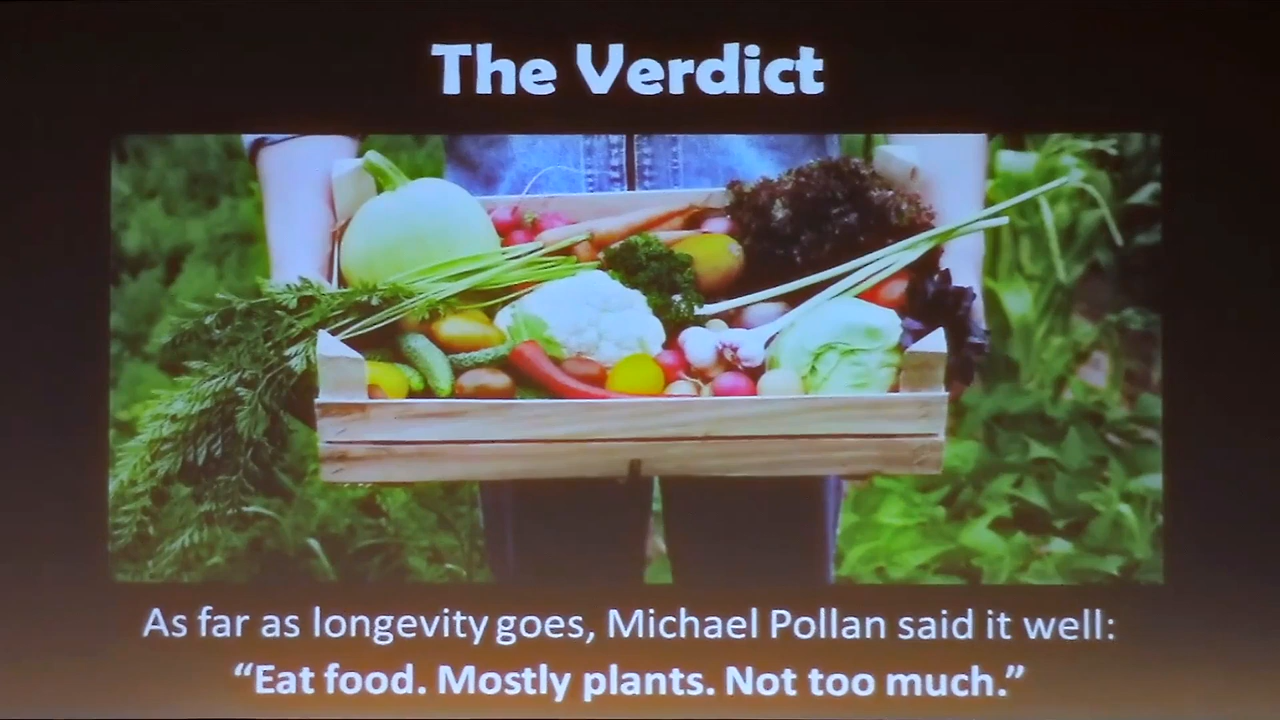 The Verdict
As far as longevity goes, Michael Pollan said it well:
“Eat food. Mostly plants. Not too much.”